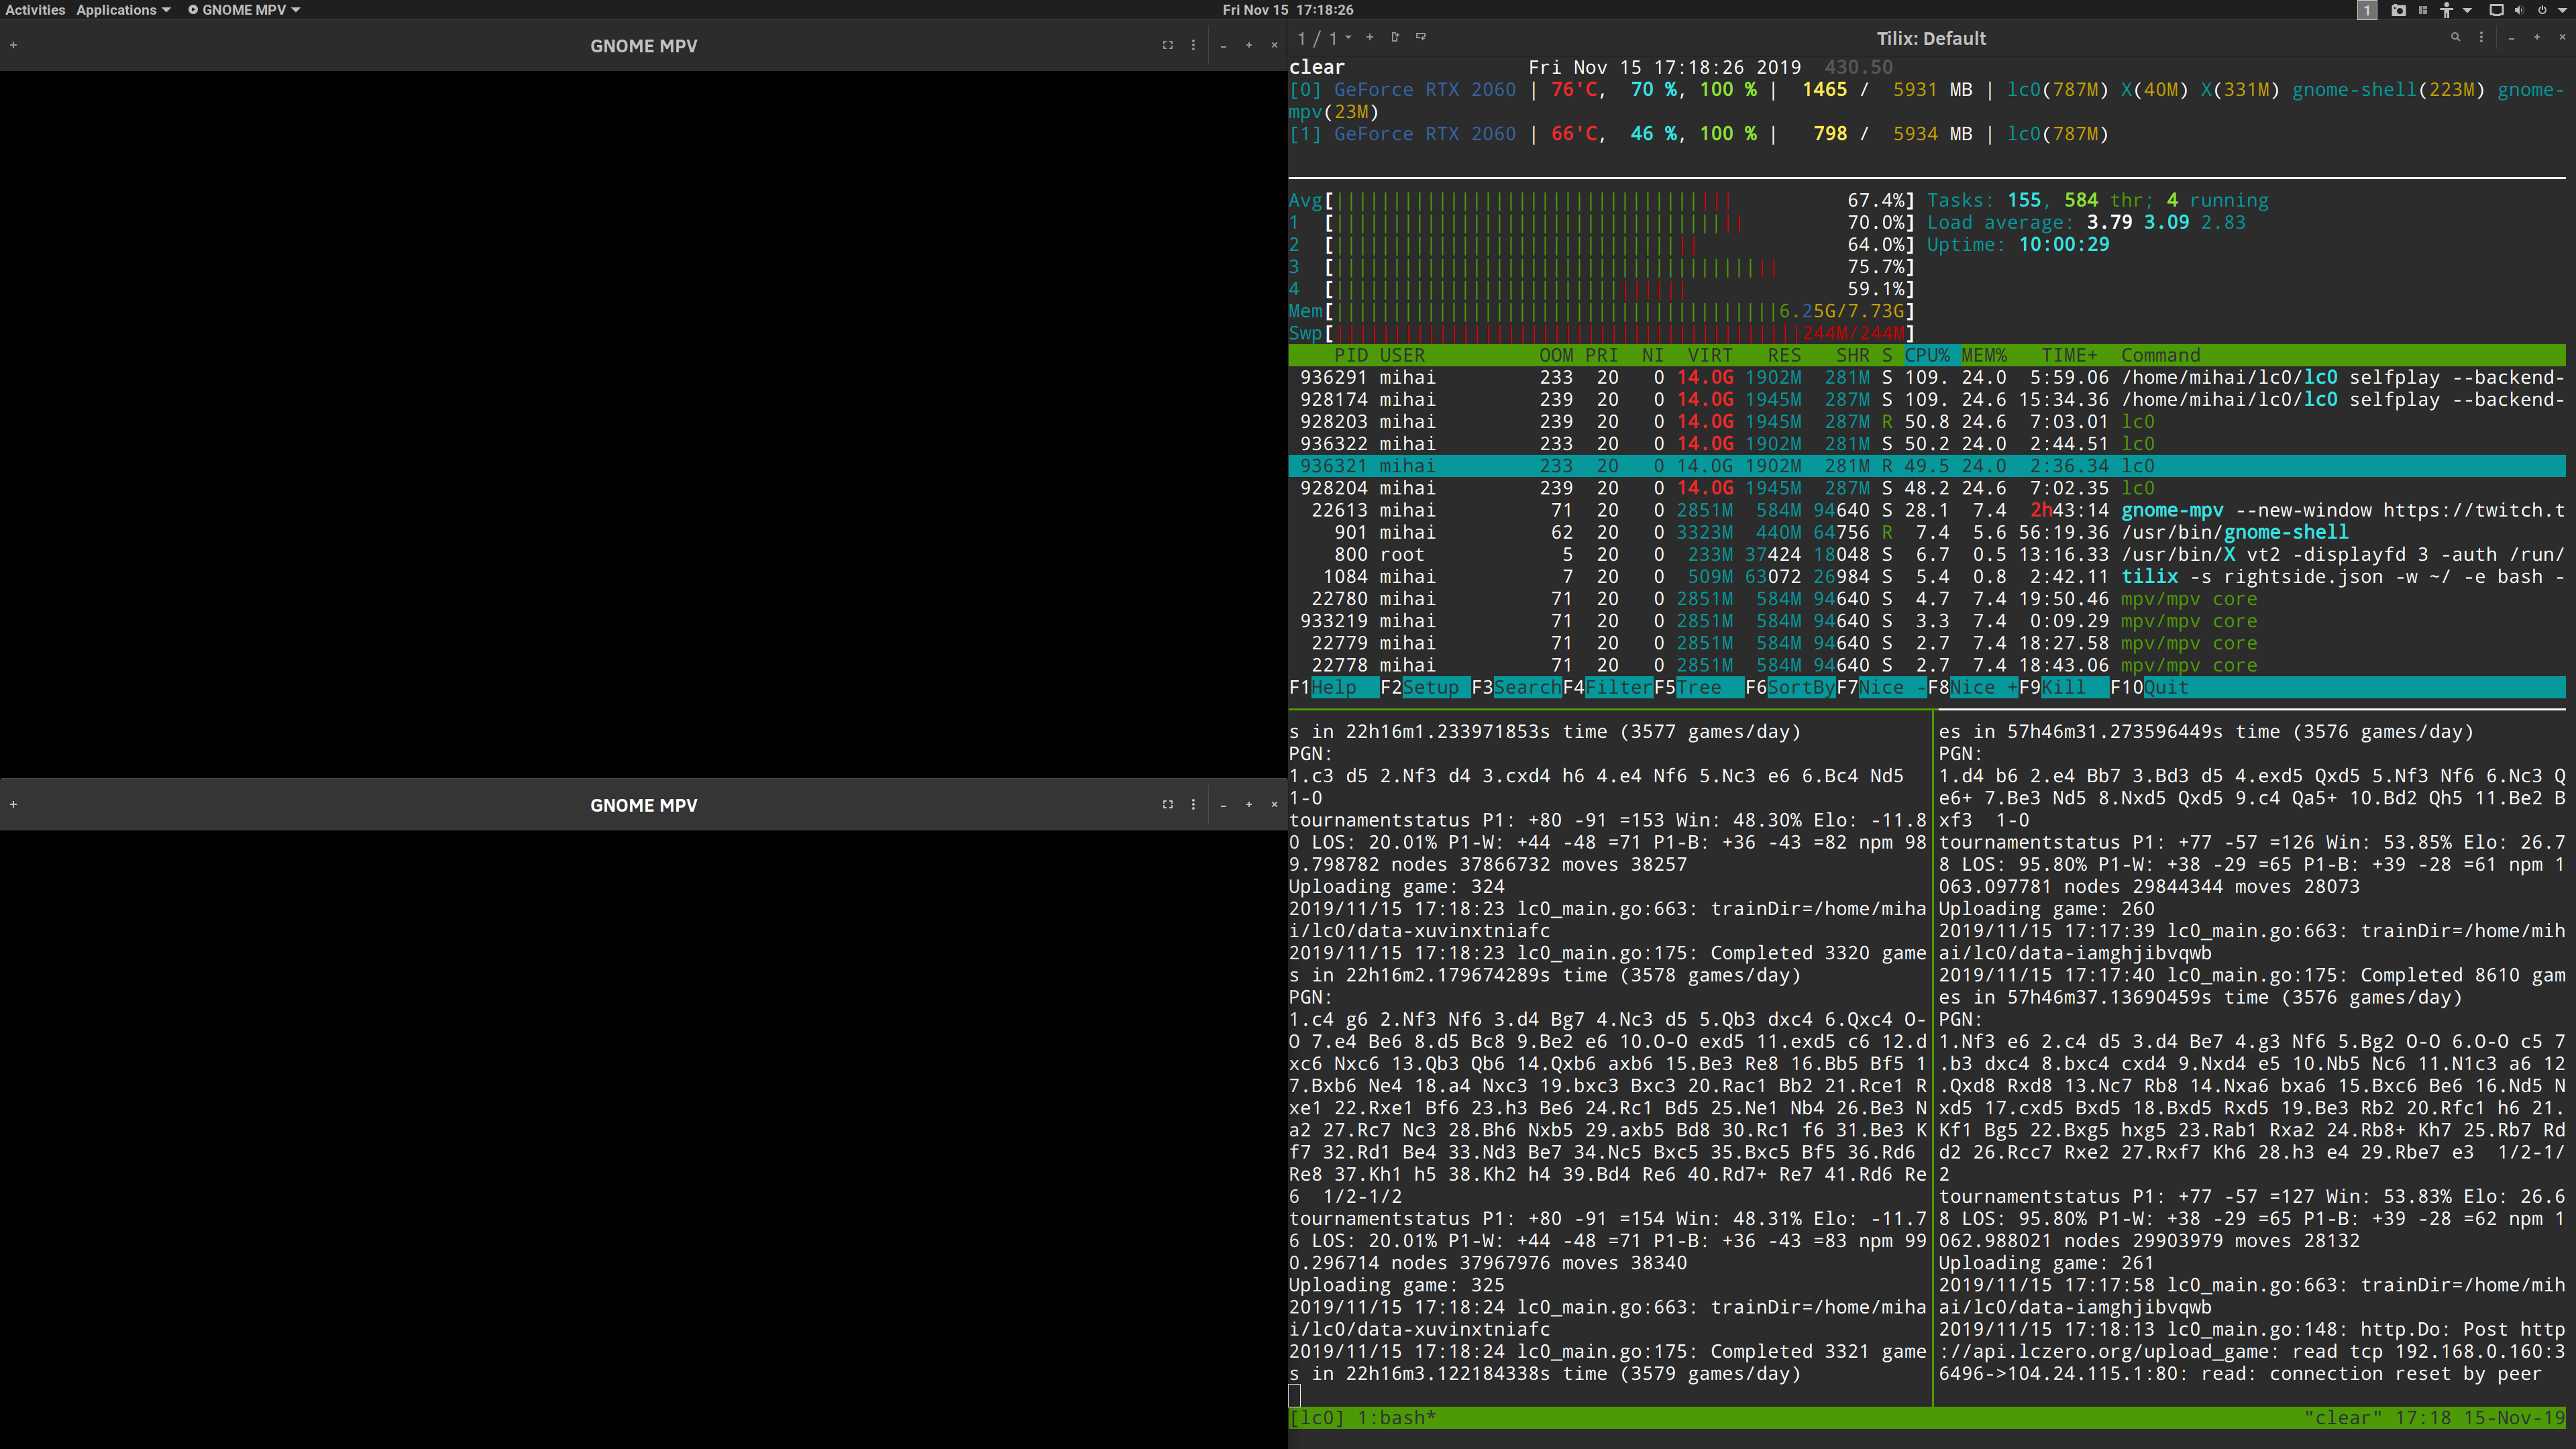 Activities Applications GNOME MPV Fri Nov 15 17:18:26 1
GNOME MPV
GNOME MPV
1 / 1 Tilix: Default
clear Fri Nov 15 17:18:26 2019 430.50
[0] GeForce RTX 2060 | 76'C, 70 %, 100 % | 1465 / 5931 MB | lc0(787M) X(40M) X(331M) gnome-shell(223M) gnome-
mpv(23M)
[1] GeForce RTX 2060 | 66'C, 46 %, 100 % | 798 / 5934 MB | lc0(787M)
Avg[ 67.4%] Tasks: 155, 584 thr; 4 running
1 [ 70.0%] Load average: 3.79 3.09 2.83
2 [ 64.0%] Uptime: 10:00:29
3 [ 75.7%]
4 [ 59.1%]
Mem[ 6.25G/7.73G]
Swp[ 244M/244M]
PID USER OOM PRI NI VIRT RES SHR S CPU% MEM% TIME+ Command
936291 mihai 233 20 0 14.0G 1902M 281M S 109. 24.0 5:59.06 /home/mihai/lc0/lc0 selfplay --backend-
928174 mihai 239 20 0 14.0G 1945M 287M S 109. 24.6 15:34.36 /home/mihai/lc0/lc0 selfplay --backend-
928203 mihai 239 20 0 14.0G 1945M 287M R 50.8 24.6 7:03.01 lc0
936322 mihai 233 20 0 14.0G 1902M 281M S 50.2 24.0 2:44.51 lc0
936321 mihai 233 20 0 14.0G 1902M 281M R 49.5 24.0 2:36.34 lc0
928204 mihai 239 20 0 14.0G 1945M 287M S 48.2 24.6 7:02.35 lc0
22613 mihai 71 20 0 2851M 584M 94640 S 28.1 7.4 2h43:14 gnome-mpv --new-window https://twitch.t
901 mihai 62 20 0 3323M 440M 64756 R 7.4 5.6 56:19.36 /usr/bin/gnome-shell
800 root 5 20 0 233M 37424 18048 S 6.7 0.5 13:16.33 /usr/bin/X vt2 -displayfd 3 -auth /run/
1084 mihai 7 20 0 509M 63072 26984 S 5.4 0.8 2:42.11 tilix -s rightside.json -w ~/ -e bash -
22780 mihai 71 20 0 2851M 584M 94640 S 4.7 7.4 19:50.46 mpv/mpv core
933219 mihai 71 20 0 2851M 584M 94640 S 3.3 7.4 0:09.29 mpv/mpv core
22779 mihai 71 20 0 2851M 584M 94640 S 2.7 7.4 18:27.58 mpv/mpv core
22778 mihai 71 20 0 2851M 584M 94640 S 2.7 7.4 18:43.06 mpv/mpv core
F1Help F2Setup F3SearchF4FilterF5Tree F6SortByF7Nice -F8Nice +F9Kill F10Quit
s in 22h16m1.233971853s time (3577 games/day)
PGN:
1.c3 d5 2.Nf3 d4 3.cxd4 h6 4.e4 Nf6 5.Nc3 e6 6.Bc4 Nd5
1-0
tournamentstatus P1: +80 -91 =153 Win: 48.30% Elo: -11.8
0 LOS: 20.01% P1-W: +44 -48 =71 P1-B: +36 -43 =82 npm 98
9.798782 nodes 37866732 moves 38257
Uploading game: 324
2019/11/15 17:18:23 lc0_main.go:663: trainDir=/home/miha
i/lc0/data-xuvinxtniafc
2019/11/15 17:18:23 lc0_main.go:175: Completed 3320 game
s in 22h16m2.179674289s time (3578 games/day)
PGN:
1.c4 g6 2.Nf3 Nf6 3.d4 Bg7 4.Nc3 d5 5.Qb3 dxc4 6.Qxc4 O-
O 7.e4 Be6 8.d5 Bc8 9.Be2 e6 10.O-O exd5 11.exd5 c6 12.d
xc6 Nxc6 13.Qb3 Qb6 14.Qxb6 axb6 15.Be3 Re8 16.Bb5 Bf5 1
7.Bxb6 Ne4 18.a4 Nxc3 19.bxc3 Bxc3 20.Rac1 Bb2 21.Rce1 R
xe1 22.Rxe1 Bf6 23.h3 Be6 24.Rc1 Bd5 25.Ne1 Nb4 26.Be3 N
a2 27.Rc7 Nc3 28.Bh6 Nxb5 29.axb5 Bd8 30.Rc1 f6 31.Be3 K
f7 32.Rd1 Be4 33.Nd3 Be7 34.Nc5 Bxc5 35.Bxc5 Bf5 36.Rd6
Re8 37.Kh1 h5 38.Kh2 h4 39.Bd4 Re6 40.Rd7+ Re7 41.Rd6 Re
6 1/2-1/2
tournamentstatus P1: +80 -91 =154 Win: 48.31% Elo: -11.7
6 LOS: 20.01% P1-W: +44 -48 =71 P1-B: +36 -43 =83 npm 99
0.296714 nodes 37967976 moves 38340
Uploading game: 325
2019/11/15 17:18:24 lc0_main.go:663: trainDir=/home/miha
i/lc0/data-xuvinxtniafc
2019/11/15 17:18:24 lc0_main.go:175: Completed 3321 game
s in 22h16m3.122184338s time (3579 games/day)
es in 57h46m31.273596449s time (3576 games/day)
PGN:
1.d4 b6 2.e4 Bb7 3.Bd3 d5 4.exd5 Qxd5 5.Nf3 Nf6 6.Nc3 Q
e6+ 7.Be3 Nd5 8.Nxd5 Qxd5 9.c4 Qa5+ 10.Bd2 Qh5 11.Be2 B
xf3 1-0
tournamentstatus P1: +77 -57 =126 Win: 53.85% Elo: 26.7
8 LOS: 95.80% P1-W: +38 -29 =65 P1-B: +39 -28 =61 npm 1
063.097781 nodes 29844344 moves 28073
Uploading game: 260
2019/11/15 17:17:39 lc0_main.go:663: trainDir=/home/mih
ai/lc0/data-iamghjibvqwb
2019/11/15 17:17:40 lc0_main.go:175: Completed 8610 gam
es in 57h46m37.13690459s time (3576 games/day)
PGN:
1.Nf3 e6 2.c4 d5 3.d4 Be7 4.g3 Nf6 5.Bg2 O-O 6.O-O c5 7
.b3 dxc4 8.bxc4 cxd4 9.Nxd4 e5 10.Nb5 Nc6 11.N1c3 a6 12
.Qxd8 Rxd8 13.Nc7 Rb8 14.Nxa6 bxa6 15.Bxc6 Be6 16.Nd5 N
xd5 17.cxd5 Bxd5 18.Bxd5 Rxd5 19.Be3 Rb2 20.Rfc1 h6 21.
Kf1 Bg5 22.Bxg5 hxg5 23.Rab1 Rxa2 24.Rb8+ Kh7 25.Rb7 Rd
d2 26.Rcc7 Rxe2 27.Rxf7 Kh6 28.h3 e4 29.Rbe7 e3 1/2-1/
2
tournamentstatus P1: +77 -57 =127 Win: 53.83% Elo: 26.6
8 LOS: 95.80% P1-W: +38 -29 =65 P1-B: +39 -28 =62 npm 1
062.988021 nodes 29903979 moves 28132
Uploading game: 261
2019/11/15 17:17:58 lc0_main.go:663: trainDir=/home/mih
ai/lc0/data-iamghjibvqwb
2019/11/15 17:18:13 lc0_main.go:148: http.Do: Post http
://api.lczero.org/upload_game: read tcp 192.168.0.160:3
6496->104.24.115.1:80: read: connection reset by peer
[lc0] 1:bash* "clear" 17:18 15-Nov-19